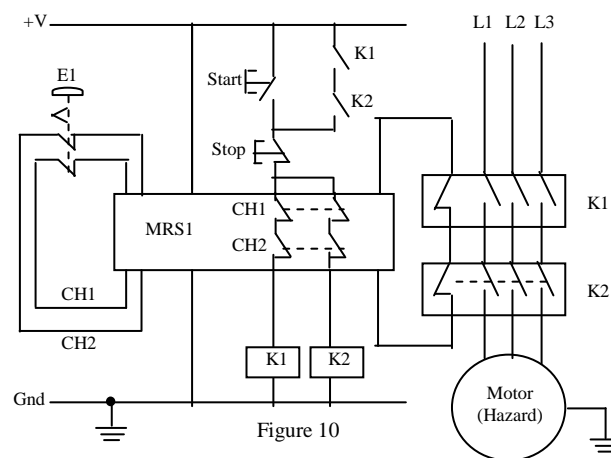 +V
L1 L2 L3
E1
K1
Start
K2
Stop
CH1
K1
MRS1
CH2
CH1
K2
CH2
K1 K2
Motor
(Hazard)
Gnd
Figure 10